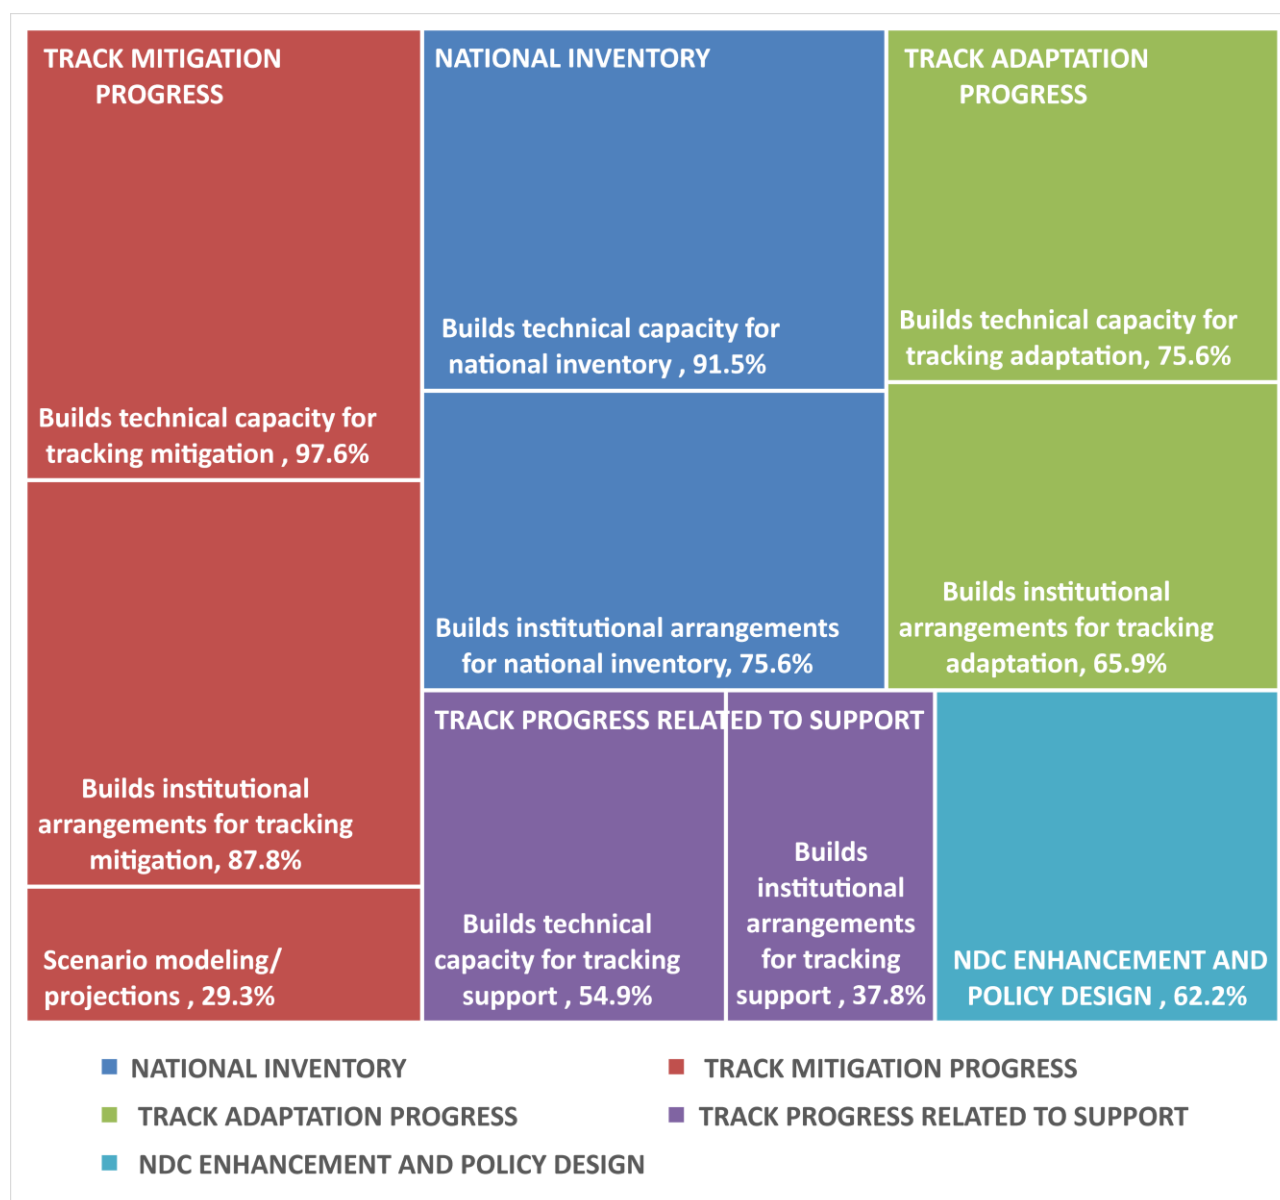 TRACK MITIGATION
PROGRESS
Builds technical capacity for
tracking mitigation , 97.6%
Builds institutional
arrangements for tracking
mitigation, 87.8%
Scenario modeling/
projections , 29.3%
NATIONAL INVENTORY
Builds technical capacity for
national inventory , 91.5%
Builds institutional arrangements
for national inventory, 75.6%
TRACK ADAPTATION
PROGRESS
Builds technical capacity for
tracking adaptation, 75.6%
Builds institutional
arrangements for tracking
adaptation, 65.9%
TRACK PROGRESS RELATED TO SUPPORT
Builds technical
capacity for tracking
support , 54.9%
Builds
institutional
arrangements
for tracking
support , 37.8%
NDC ENHANCEMENT AND
POLICY DESIGN , 62.2%
NATIONAL INVENTORY
TRACK MITIGATION PROGRESS
TRACK ADAPTATION PROGRESS
TRACK PROGRESS RELATED TO SUPPORT
NDC ENHANCEMENT AND POLICY DESIGN